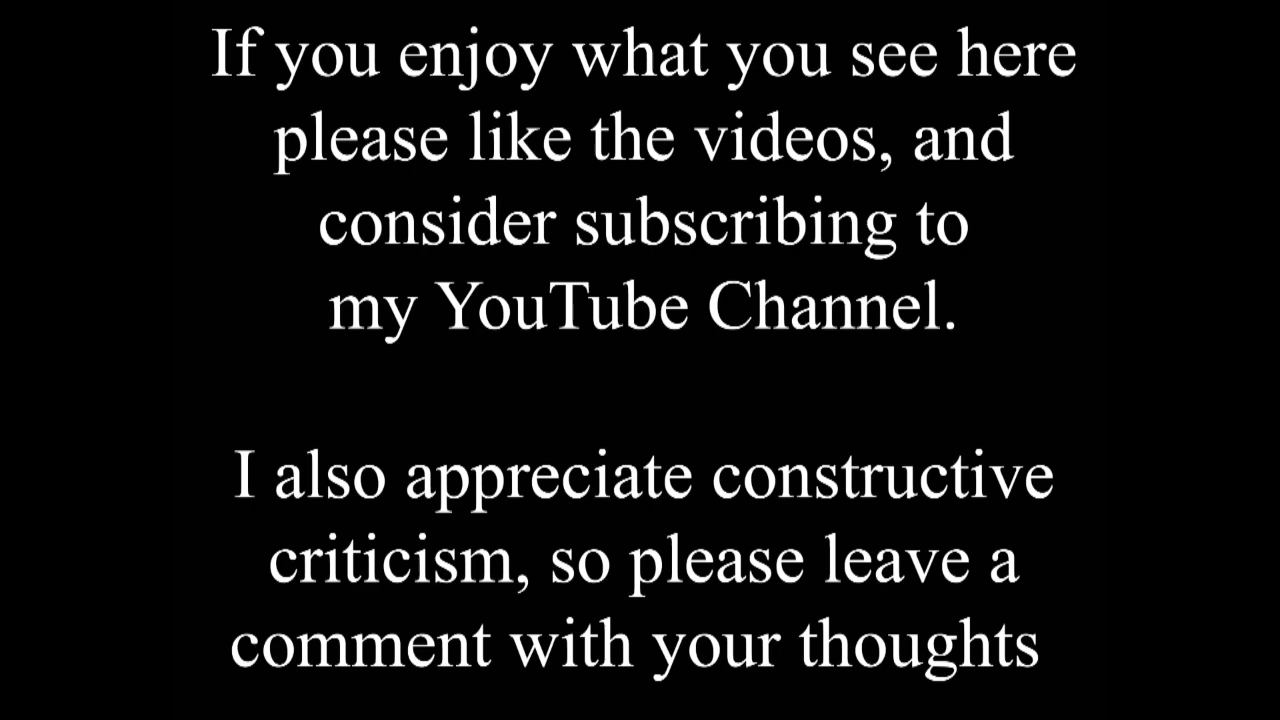 If you enjoy what you see here
please like the videos, and
consider subscribing to
my YouTube Channel.
I also appreciate constructive
criticism, so please leave a
comment with your thoughts